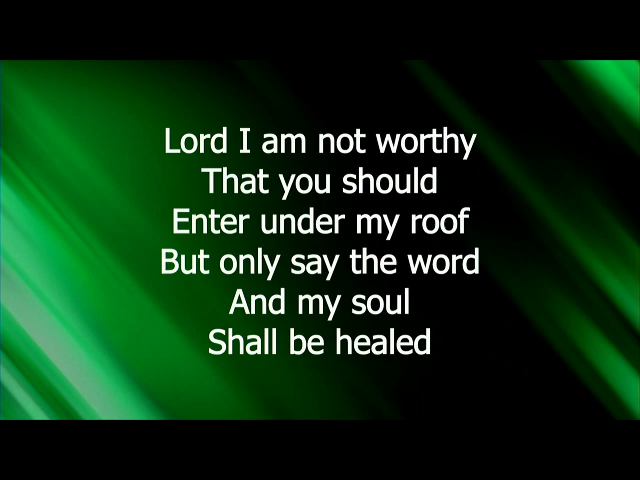 Lord I am not worthy
That you should
Enter under my roof
But only say the word
And my soul
Shall be healed